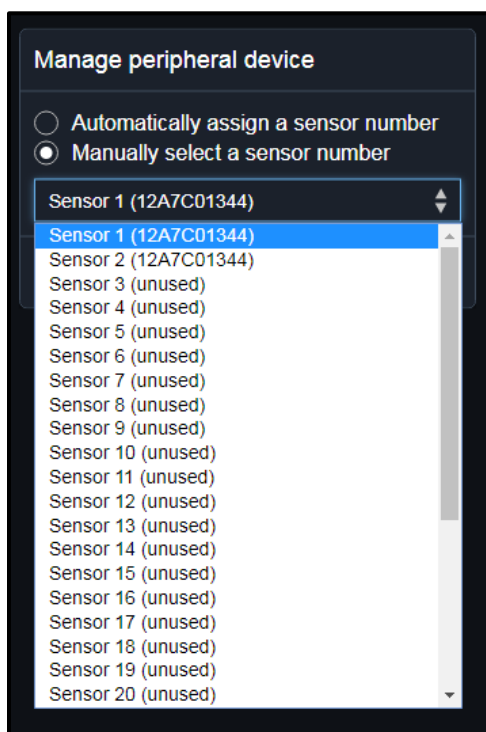 Manage peripheral device
Automatically assign a sensor number
Manually select a sensor number
Sensor 1 (12A7C01344)
Sensor 1 (12A7C01344)
Sensor 2 (12A7C01344)
Sensor 3 (unused)
Sensor 4 (unused)
Sensor 5 (unused)
Sensor 6 (unused)
Sensor 7 (unused)
Sensor 8 (unused)
Sensor 9 (unused)
Sensor 10 (unused)
Sensor 11 (unused)
Sensor 12 (unused)
Sensor 13 (unused)
Sensor 14 (unused)
Sensor 15 (unused)
Sensor 16 (unused)
Sensor 17 (unused)
Sensor 18 (unused)
Sensor 19 (unused)
Sensor 20 (unused)